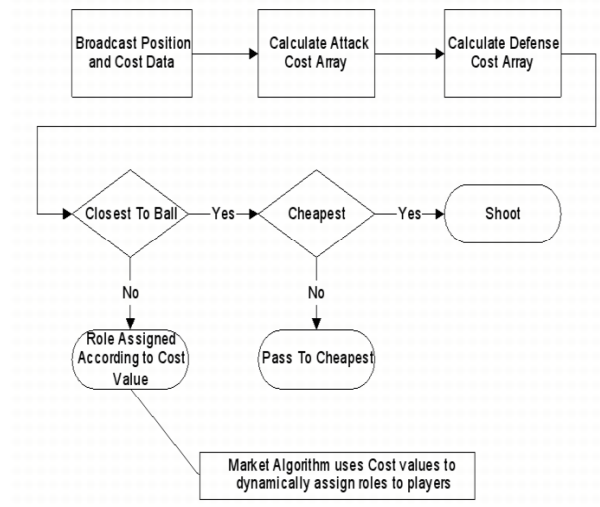 Broadcast Position
and Cost Data
Calculate Attack
Cost Array
Calculate Defense
Cost Array
Closest To Ball
Yes
Cheapest
Yes
Shoot
No
No
Role Assigned
According to Cost
Value
Pass To Cheapest
Market Algorithm uses Cost values to
dynamically assign roles to players